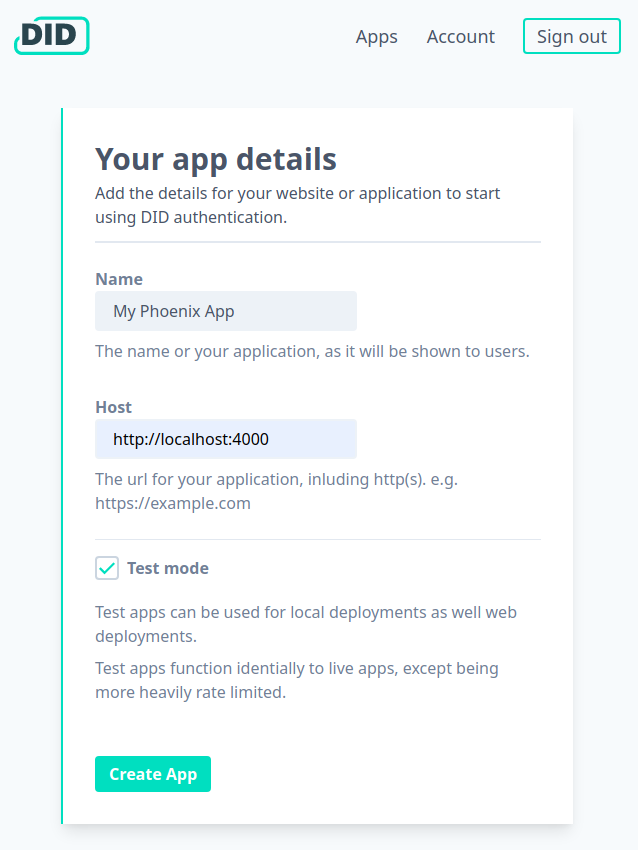 DID
Apps Account Sign out
Your app details
Add the details for your website or application to start
using DID authentication.
Name
My Phoenix App
The name or your application, as it will be shown to users.
Host
http://localhost:4000
The url for your application, inluding http(s). e.g.
https://example.com
Test mode
Test apps can be used for local deployments as well web
deployments.
Test apps function identially to live apps, except being
more heavily rate limited.
Create App